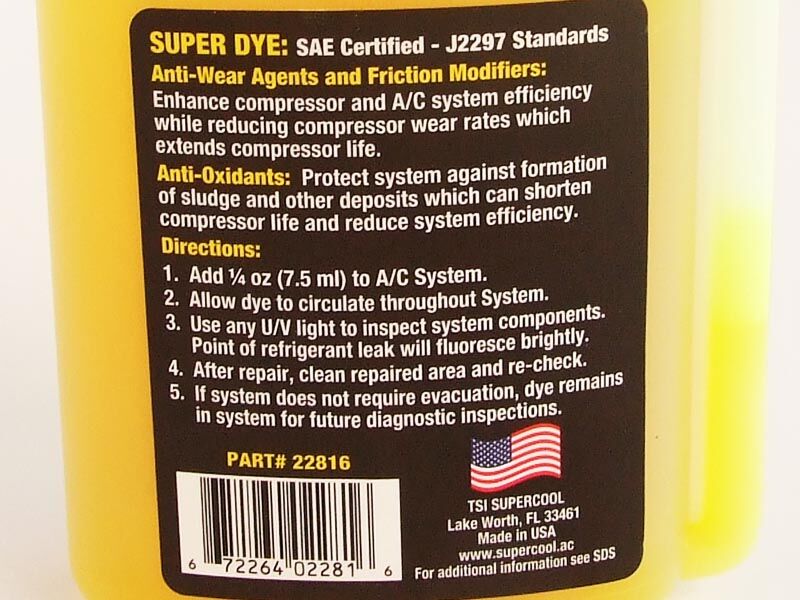 SUPER DYE: SAE Certified - J2297 Standards
Anti-Wear Agents and Friction Modifiers:
Enhance compressor and A/C system efficiency
while reducing compressor wear rates which
extends compressor life.
Anti-Oxidants: Protect system against formation
of sludge and other deposits which can shorten
compressor life and reduce system efficiency.
Directions:
1. Add ¼ oz (7.5 ml) to A/C System.
2. Allow dye to circulate throughout System.
3. Use any U/V light to inspect system components.
Point of refrigerant leak will fluoresce brightly.
4. After repair, clean repaired area and re-check.
5. If system does not require evacuation, dye remains
in system for future diagnostic inspections.
PART# 22816
6 72264 02281 6
TSI SUPERCOOL
Lake Worth, FL 33461
Made in USA
www.supercool.ac
For additional information see SDS